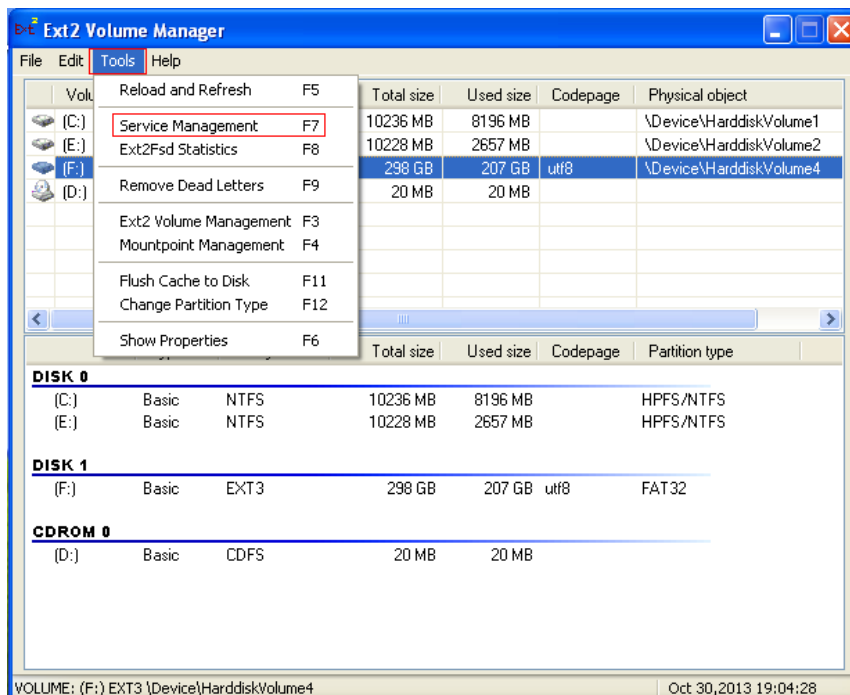 Ext2 Ext2 Volume Manager
File Edit Tools Help
Reload and Refresh F5
Service Management F7
Ext2Fsd Statistics F8
Remove Dead Letters F9
Ext2 Volume Management F3
Mountpoint Management F4
Flush Cache to Disk F11
Change Partition Type F12
Show Properties F6
Total size Used size Codepage Physical object
(C:) 10236 MB 8196 MB \Device\HarddiskVolume1
(E:) 10228 MB 2657 MB \Device\HarddiskVolume2
(F:) 298 GB 207 GB utf8 \Device\HarddiskVolume4
(D:) 20 MB 20 MB
Total size Used size Codepage Partition type
DISK 0
(C:) Basic NTFS 10236 MB 8196 MB HPFS/NTFS
(E:) Basic NTFS 10228 MB 2657 MB HPFS/NTFS
DISK 1
(F:) Basic EXT3 298 GB 207 GB utf8 FAT32
CDROM 0
(D:) Basic CDFS 20 MB 20 MB
VOLUME: (F:) EXT3 \Device\HarddiskVolume4 Oct 30,2013 19:04:28